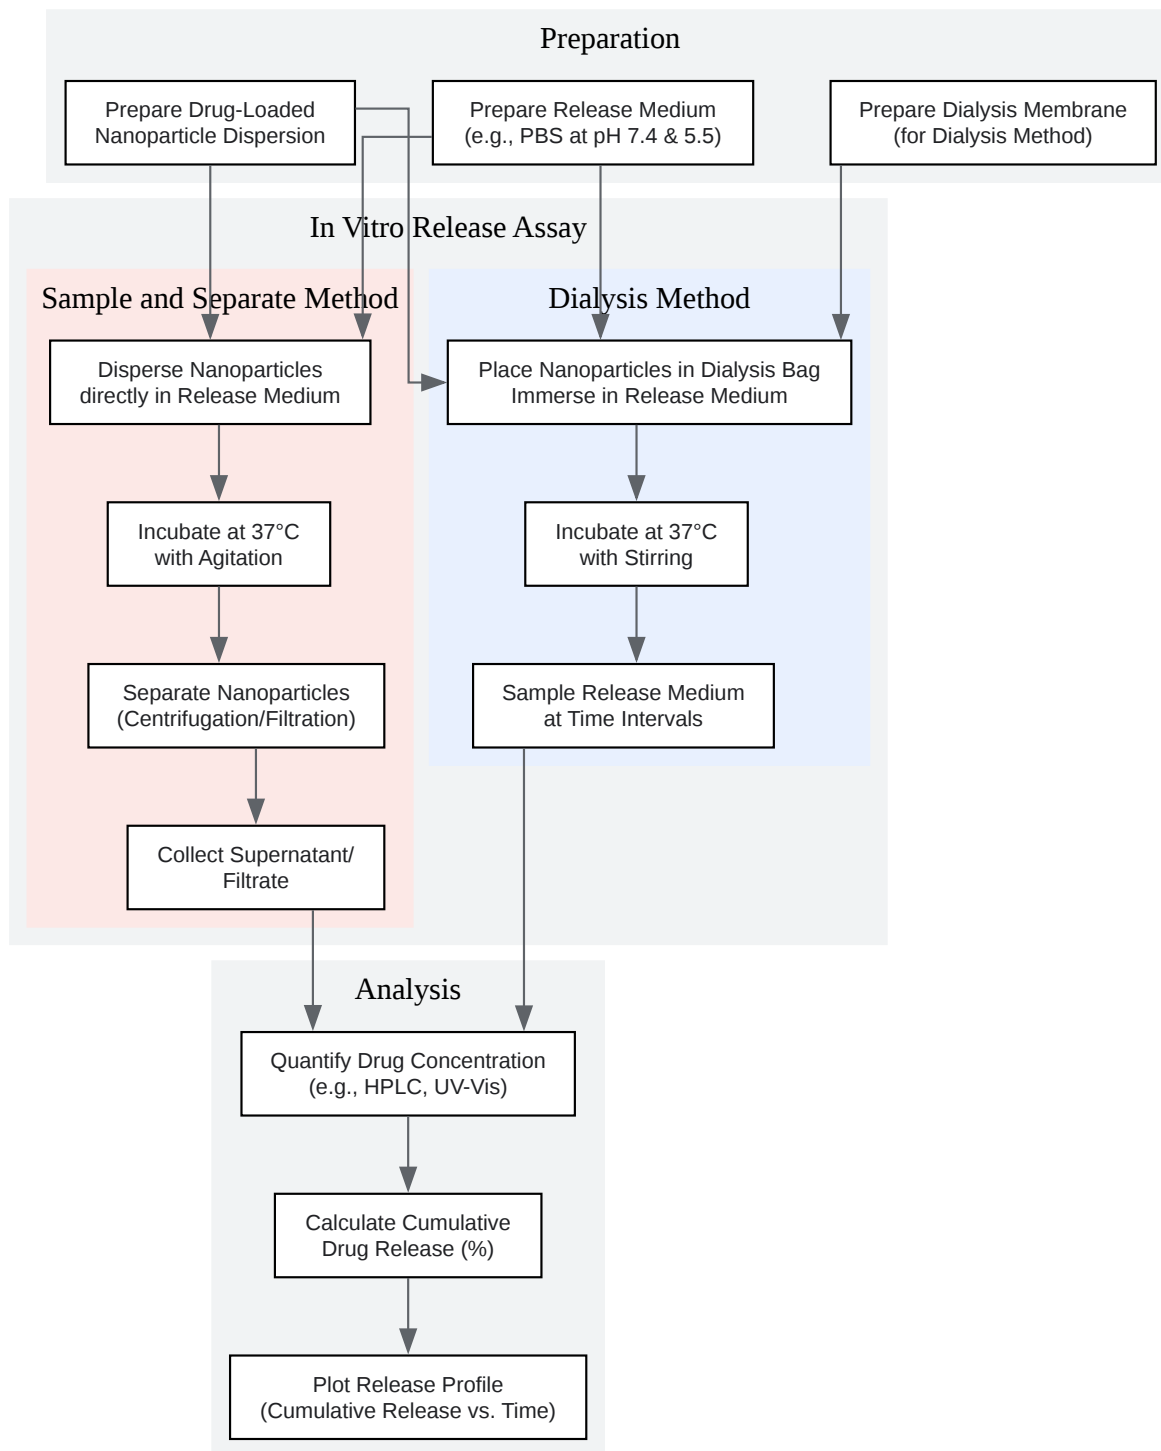 Preparation
Prepare Drug-Loaded
Nanoparticle Dispersion
Prepare Release Medium
(e.g., PBS at pH 7.4 & 5.5)
Prepare Dialysis Membrane
(for Dialysis Method)
In Vitro Release Assay
Sample and Separate Method
Disperse Nanoparticles
directly in Release Medium
Incubate at 37°C
with Agitation
Separate Nanoparticles
(Centrifugation/Filtration)
Collect Supernatant/
Filtrate
Dialysis Method
Place Nanoparticles in Dialysis Bag
Immerse in Release Medium
Incubate at 37°C
with Stirring
Sample Release Medium
at Time Intervals
Analysis
Quantify Drug Concentration
(e.g., HPLC, UV-Vis)
Calculate Cumulative
Drug Release (%)
Plot Release Profile
(Cumulative Release vs. Time)